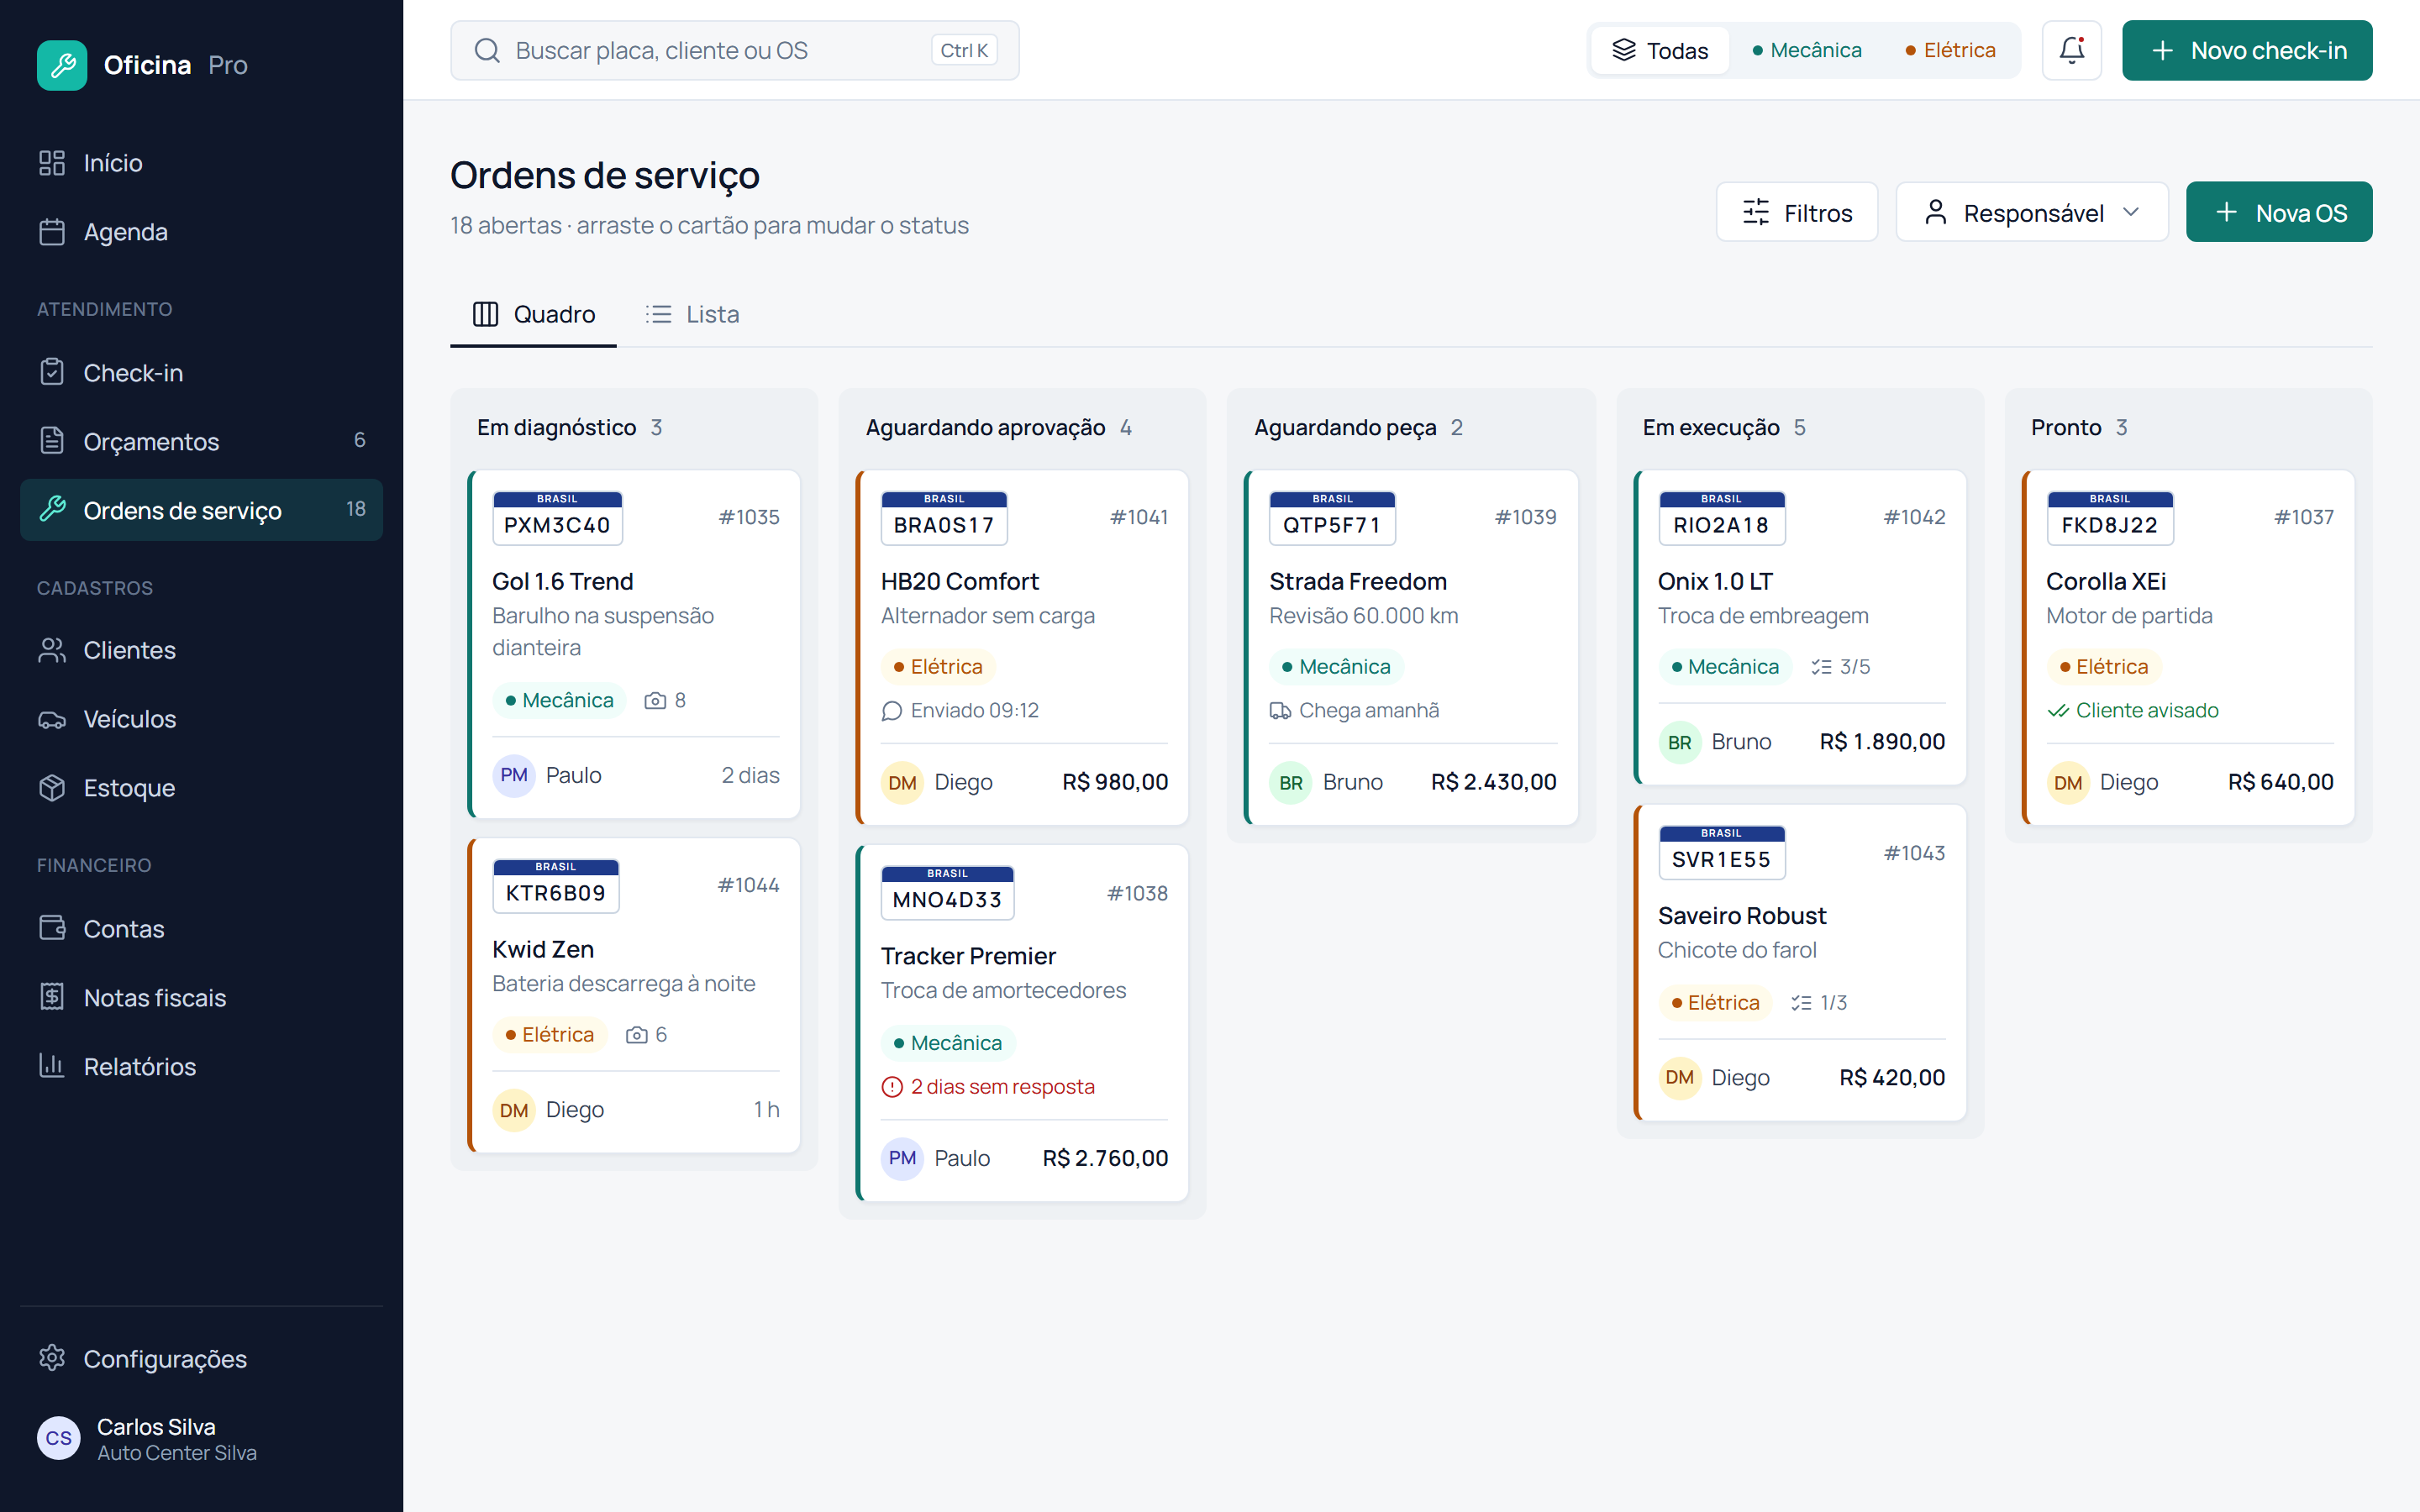 Oficina Pro
Início
Agenda
ATENDIMENTO
Check-in
Orçamentos 6
Ordens de serviço 18
CADASTROS
Clientes
Veículos
Estoque
FINANCEIRO
Contas
Notas fiscais
Relatórios
Configurações
CS
Carlos Silva
Auto Center Silva
Buscar placa, cliente ou OS Ctrl K
Todas Mecânica Elétrica
Novo check-in
Ordens de serviço
18 abertas · arraste o cartão para mudar o status
Filtros Responsável Nova OS
Quadro Lista
Em diagnóstico 3
BRASIL
PXM3C40 #1035
Gol 1.6 Trend
Barulho na suspensão
dianteira
Mecânica 8
PM Paulo 2 dias
BRASIL
KTR6B09 #1044
Kwid Zen
Bateria descarrega à noite
Elétrica 6
DM Diego 1 h
Aguardando aprovação 4
BRASIL
BRA0S17 #1041
HB20 Comfort
Alternador sem carga
Elétrica
Enviado 09:12
DM Diego R$ 980,00
BRASIL
MNO4D33 #1038
Tracker Premier
Troca de amortecedores
Mecânica
2 dias sem resposta
PM Paulo R$ 2.760,00
Aguardando peça 2
BRASIL
QTP5F71 #1039
Strada Freedom
Revisão 60.000 km
Mecânica
Chega amanhã
BR Bruno R$ 2.430,00
Em execução 5
BRASIL
RIO2A18 #1042
Onix 1.0 LT
Troca de embreagem
Mecânica 3/5
BR Bruno R$ 1.890,00
BRASIL
SVR1E55 #1043
Saveiro Robust
Chicote do farol
Elétrica 1/3
DM Diego R$ 420,00
Pronto 3
BRASIL
FKD8J22 #1037
Corolla XEi
Motor de partida
Elétrica
Cliente avisado
DM Diego R$ 640,00